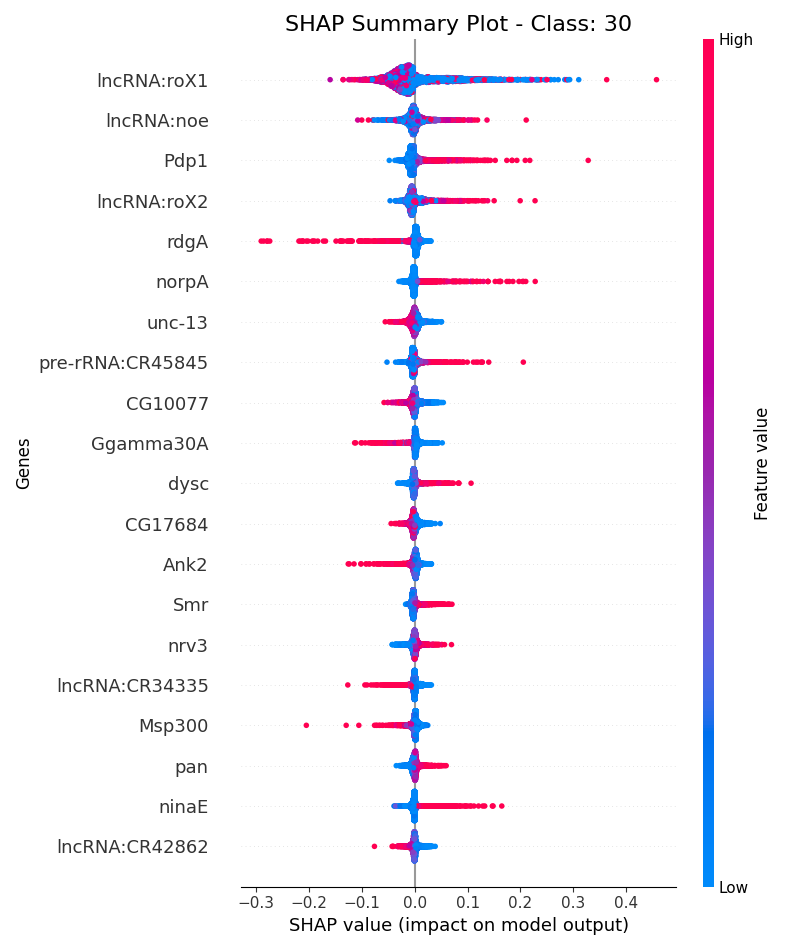 SHAP Summary Plot - Class: 30
High
lncRNA:roX1
lncRNA:noe
Pdp1
lncRNA:roX2
rdgA
norpA
unc-13
pre-rRNA:CR45845
CG10077
Ggamma30A
dysc
CG17684
Ank2
Smr
nrv3
lncRNA:CR34335
Msp300
pan
ninaE
lncRNA:CR42862
Genes
Feature value
Low
−0.3 −0.2 −0.1 0.0 0.1 0.2 0.3 0.4
SHAP value (impact on model output)